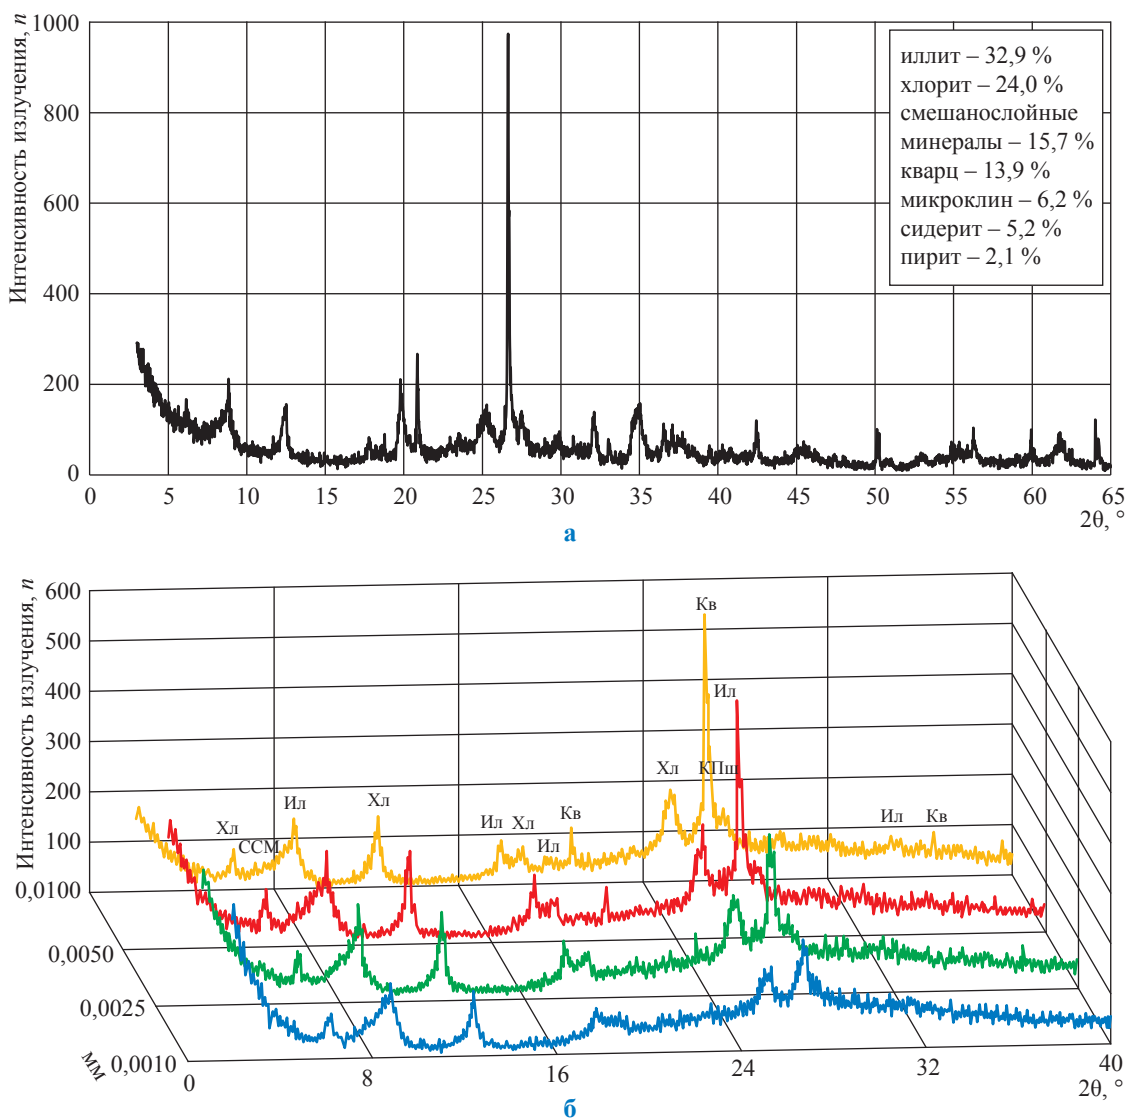 Интенсивность излучения, n
1000
800
600
400
200
0
иллит – 32,9 %
хлорит – 24,0 %
смешанослойные
минералы – 15,7 %
кварц – 13,9 %
микроклин – 6,2 %
сидерит – 5,2 %
пирит – 2,1 %
0 5 10 15 20 25 30 35 40 45 50 55 60 65
2θ, °
а
Интенсивность излучения, n
600
500
400
300
200
100
0,0100
0,0050
0,0025
0,0010
мм
Кв
Ил
Хл КПш
Ил Хл
Хл ССМ
Ил Хл Кв
Ил
Ил Кв
0 8 16 24 32 40
2θ, °
б